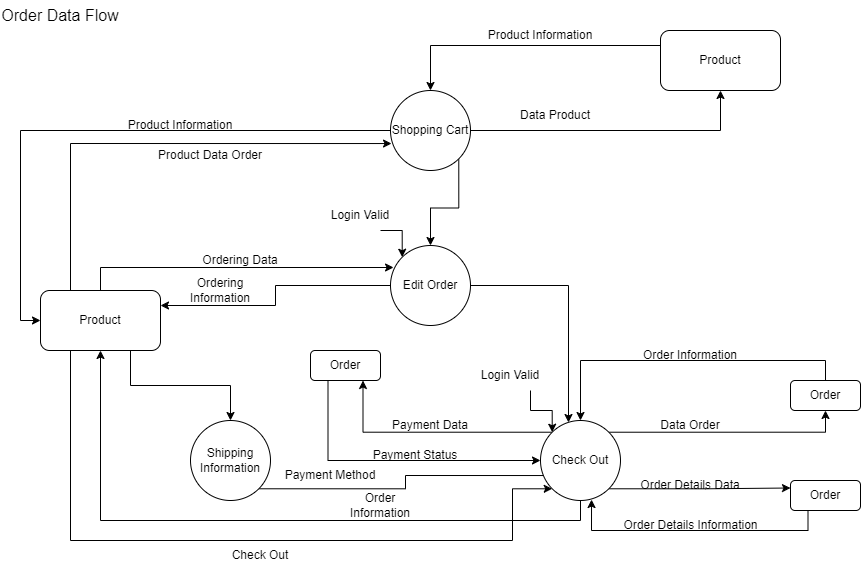 Order Data Flow
Product Information
Product
Data Product
Product Information
Shopping Cart
Product Data Order
Login Valid
Ordering Data
Ordering
Information
Edit Order
Product
Order Information
Order
Login Valid
Order
Payment Data
Data Order
Shipping
Information
Payment Status
Check Out
Payment Method
Order Details Data
Order
Order
Information
Order Details Information
Check Out